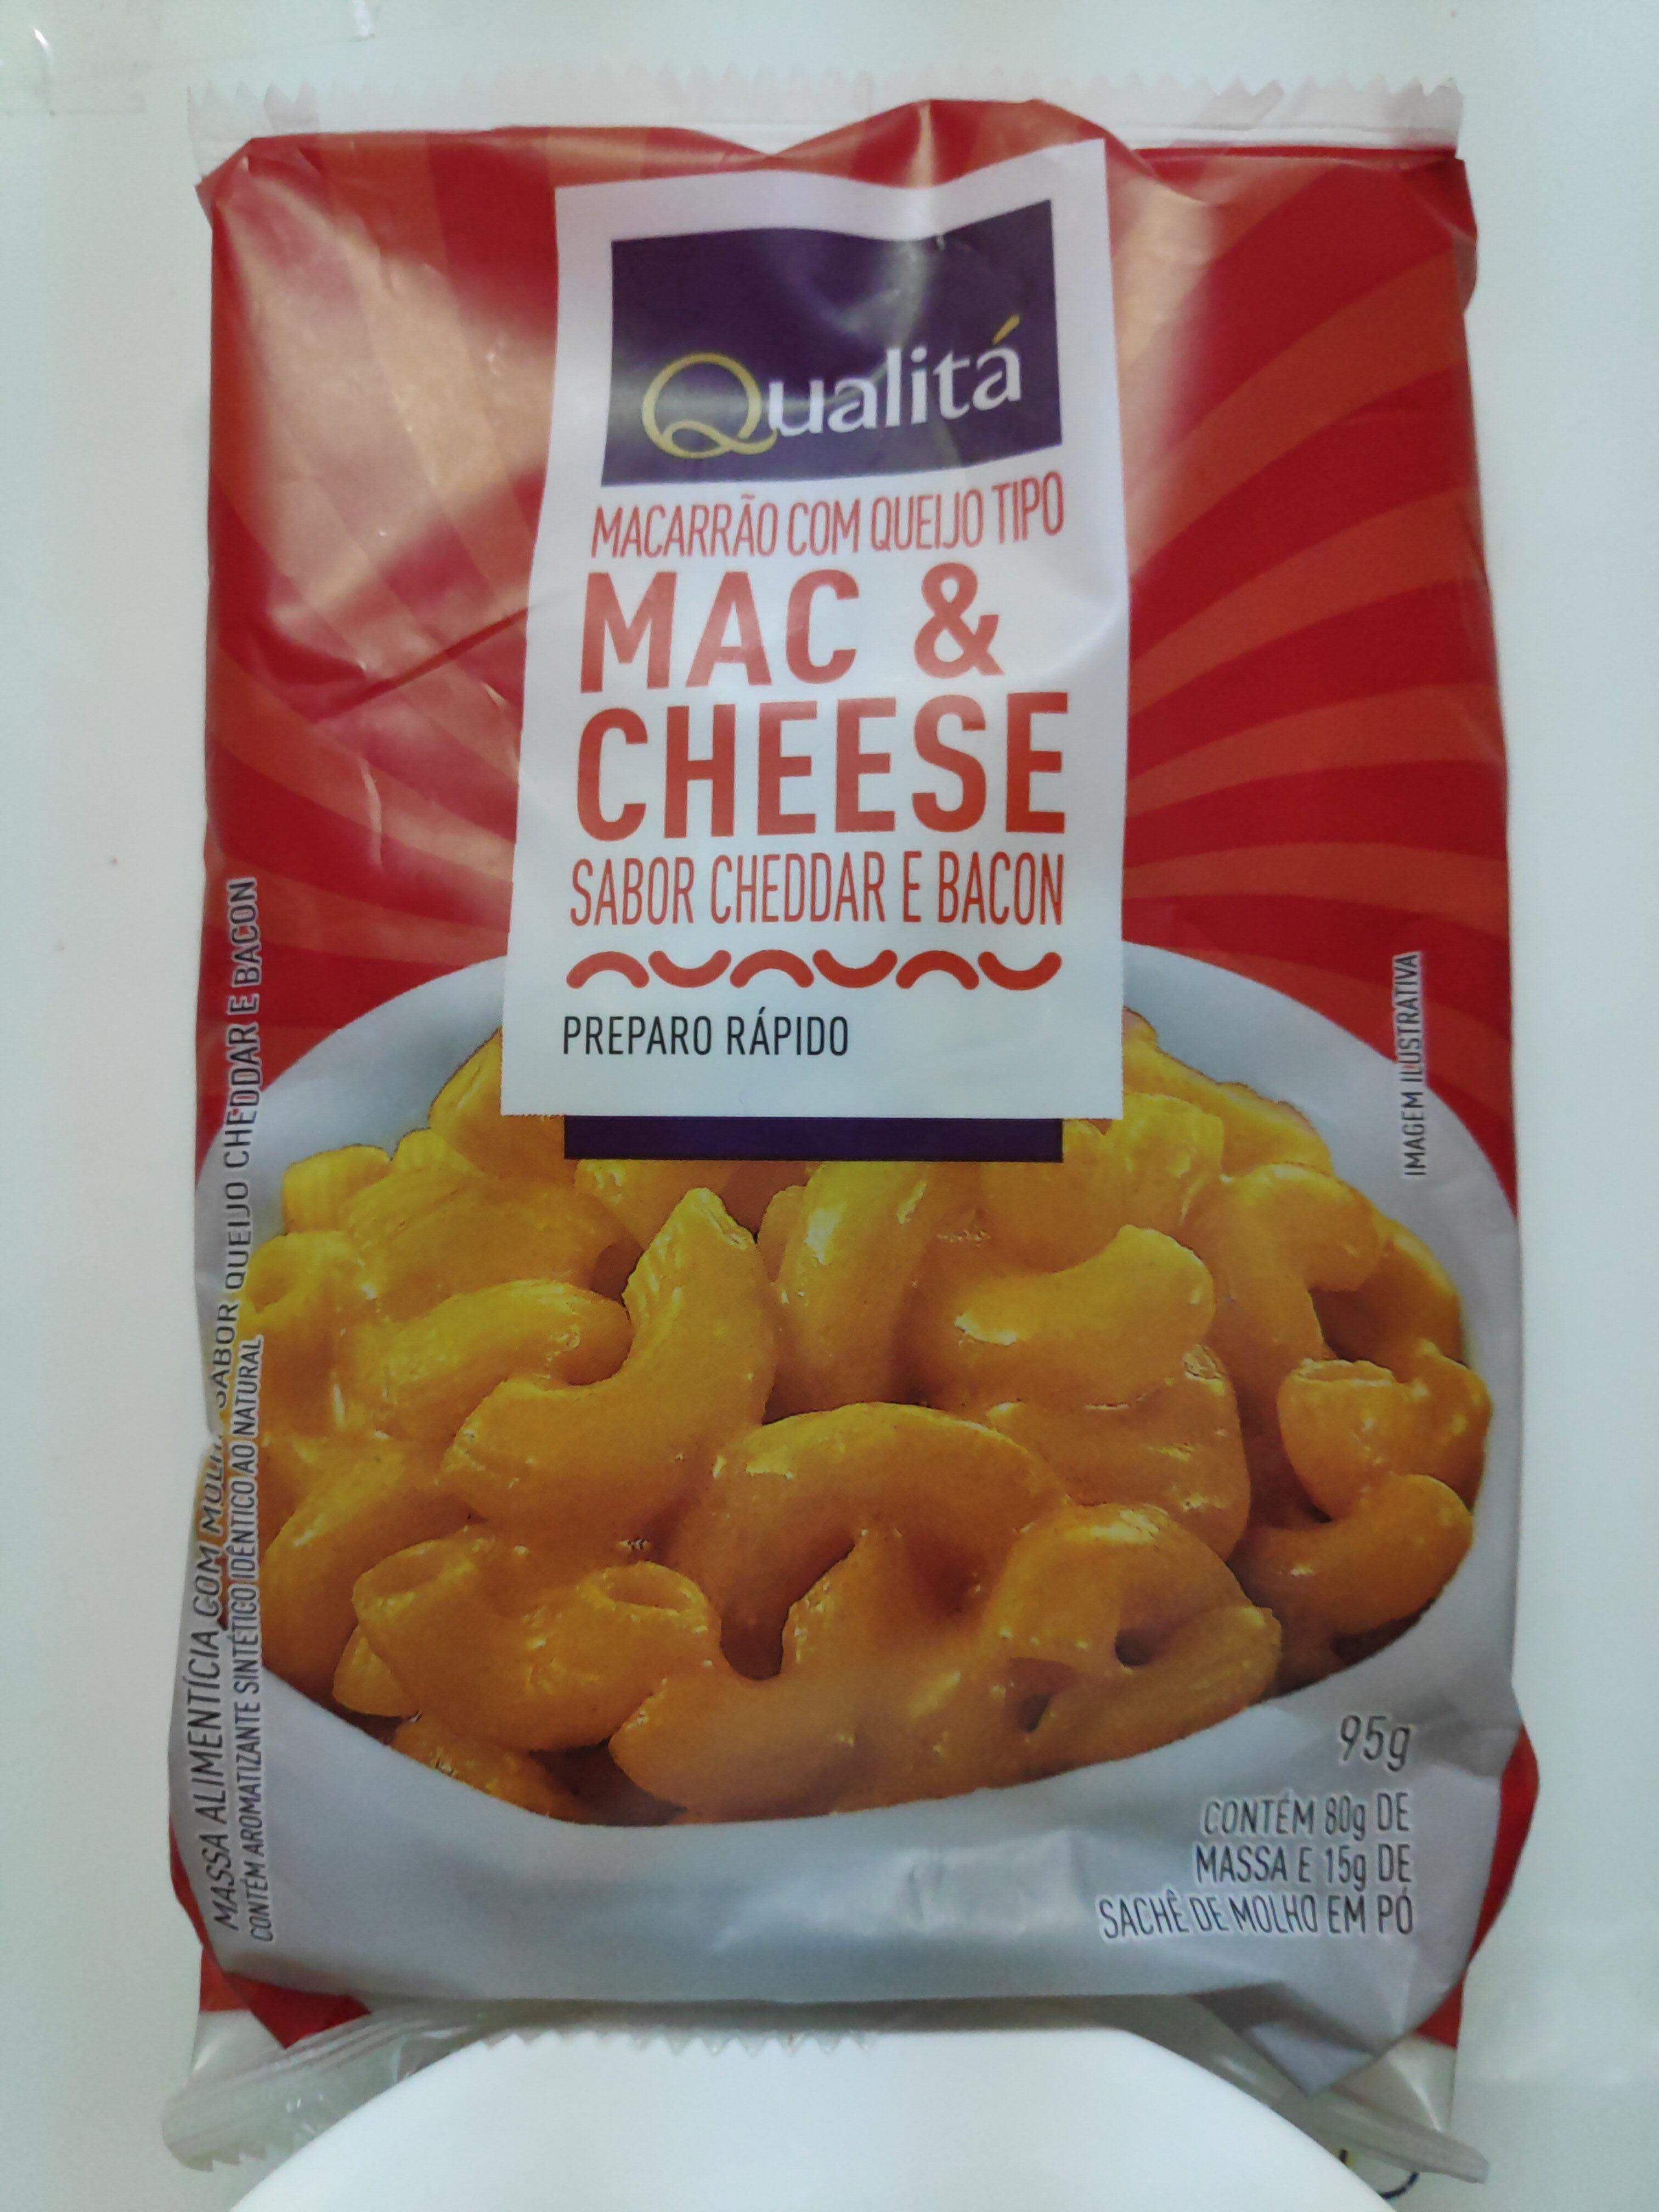 Qualitá
MACARRÃO COM QUEIJO TIPO
MAC &
CHEESE
SABOR CHEDDAR E BACON
PREPARO RÁPIDO
MASSA ALIMENTÍCIA COM SABOR QUEIJO CHEDDAR E BACON
CONTÉM AROMATIZANTE SINTÉTICO IDÊNTICO AO NATURAL
IMAGEM ILUSTRATIVA
95g
CONTÉM 80g DE
MASSA E 15g DE
SACHÊ DE MOLHO EM PÓ